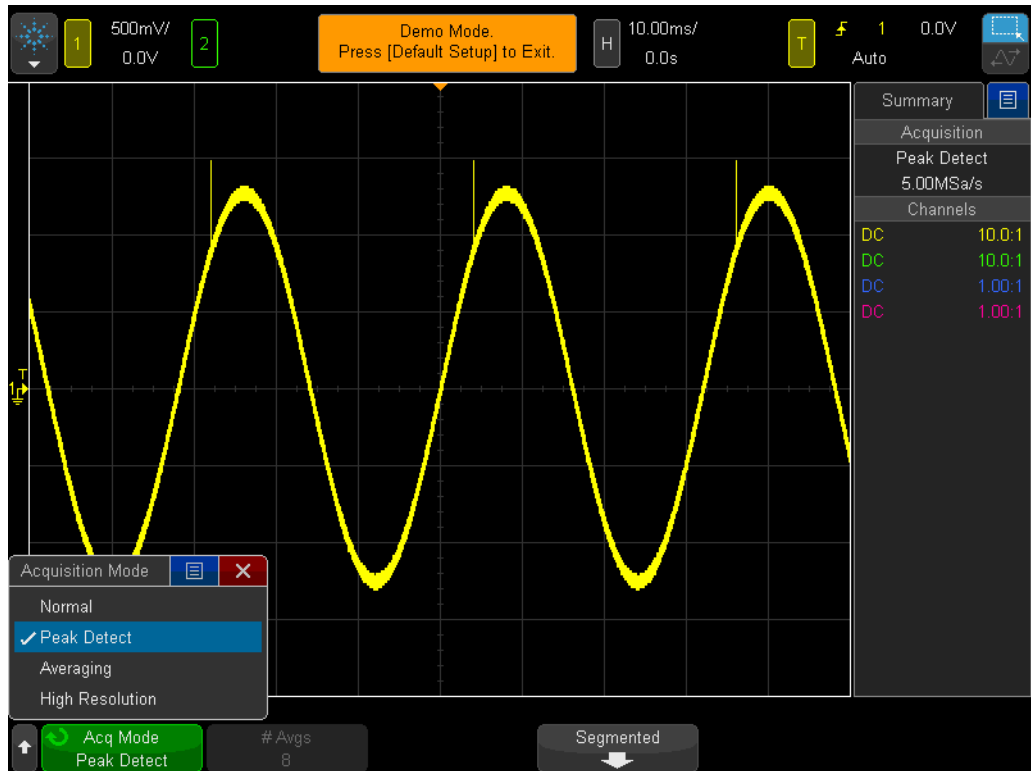 1
500mV/
0.0V
2
Demo Mode.
Press [Default Setup] to Exit.
H
10.00ms/
0.0s
T
1
0.0V
Auto
Summary
Acquisition
Peak Detect
5.00MSa/s
Channels
DC 10.0:1
DC 10.0:1
DC 1.00:1
DC 1.00:1
T
1
Acquisition Mode
Normal
Peak Detect
Averaging
High Resolution
Acq Mode
Peak Detect
# Avgs
8
Segmented